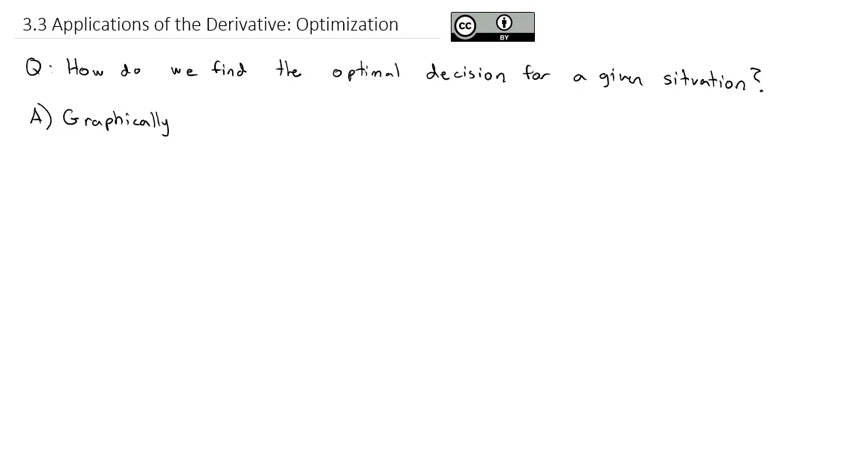 3.3 Applications of the Derivative: Optimization
cc BY
Q: How do we find the optimal decision for a given situation?
A) Graphically